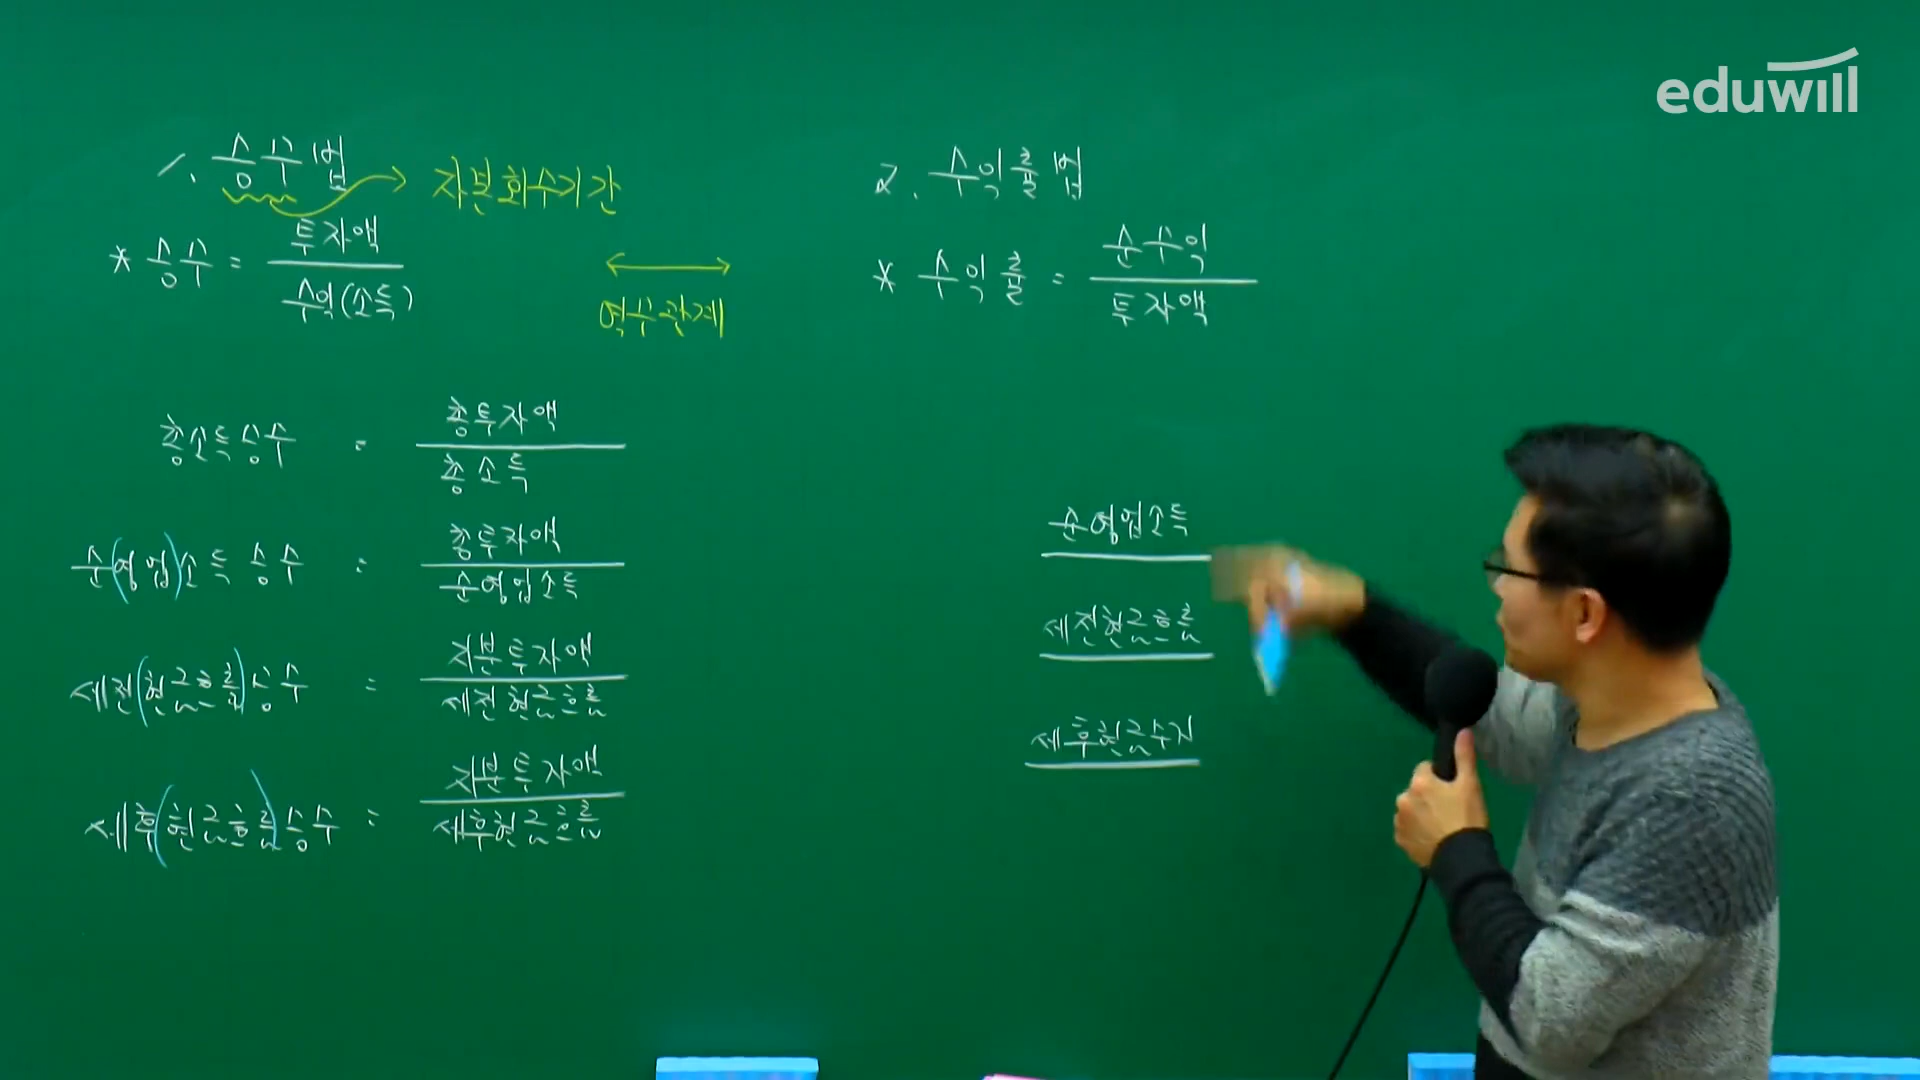 eduwill
1. 승수법 → 자본회수기간
* 승수 = 투자액 / 수익(소득)
↔ 역수관계
총소득승수 = 총투자액 / 총소득
순(영업)소득 승수 = 총투자액 / 순영업소득
세전(현금흐름)승수 = 지분투자액 / 세전현금흐름
세후(현금흐름)승수 = 지분투자액 / 세후현금흐름
2. 수익률법
* 수익률 = 순수익 / 투자액
순영업소득
세전현금흐름
세후현금수지